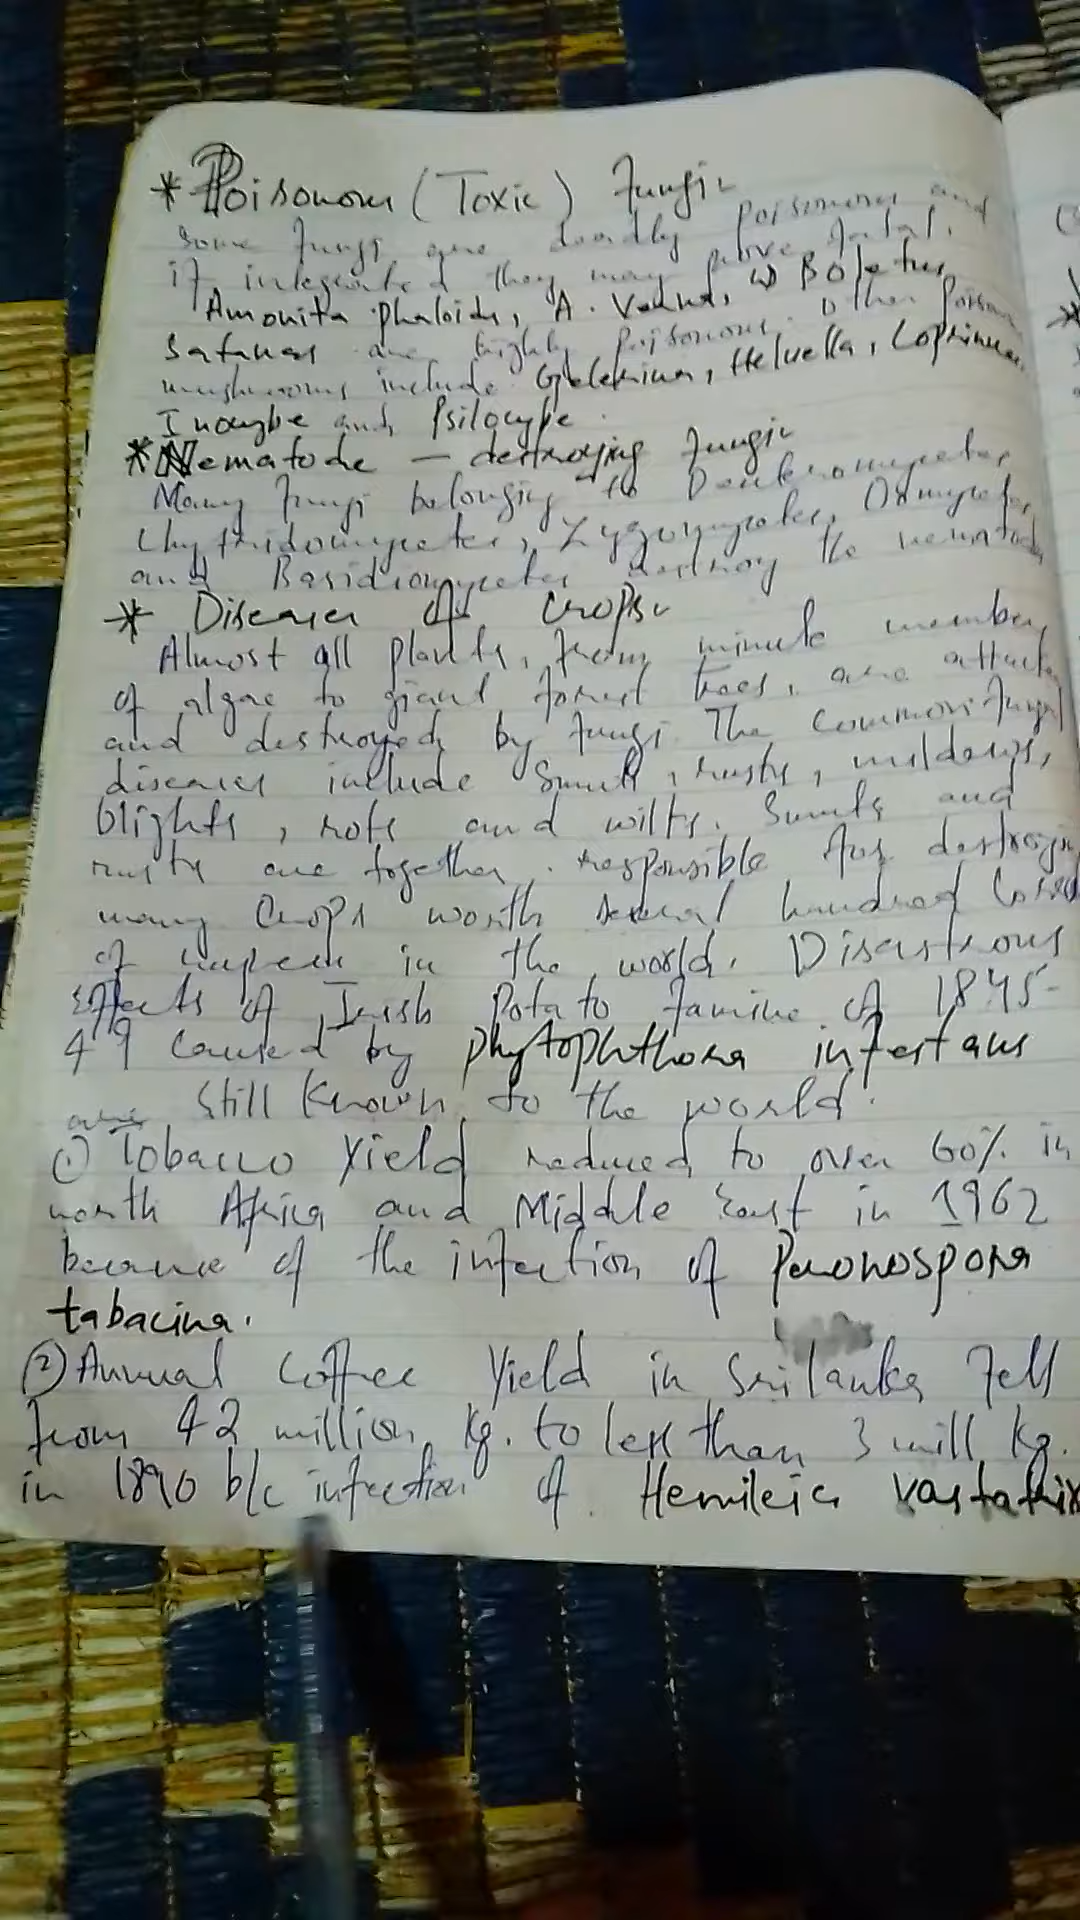 * Poisonous (Toxic) Fungi:
Some fungi are deadly poisonous and
if integrated they may prove fatal.
Amonita phaloids, A. Verna, Boletus
Satanas are highly poisonous. Other Poison
mushrooms include Galerina, Helvella, Coprinus,
Inocybe and Psilocybe.
* Nematode - destroying fungi:
Many fungi belonging to Deuteromycetes
Chytridomycetes, Zygomycetes, Oomycetes,
and Basidiomycetes destroy the nematodes
* Diseases of crops:
Almost all plants, from minute members
of algae to giant forest trees, are attack
and destroyed by fungi. The common fungal
diseases include Smuts, rusts, mildews,
blights, rots and wilts. Smuts and
rusts are together responsible for destroying
many crops worth several hundred
of rupees in the world. Disastrous
effects of Irish Potato famine of 1845-
49 caused by phytophthora infestans
are still known to the world.
① Tobacco Yield reduced to over 60% in
north Africa and Middle East in 1962
because of the infection of Peronospora
tabacina.
② Annual Coffee Yield in Srilanka Fell
from 42 million Kg. to less than 3 mill Kg.
in 1890 b/c infection of Hemileia vastatrix